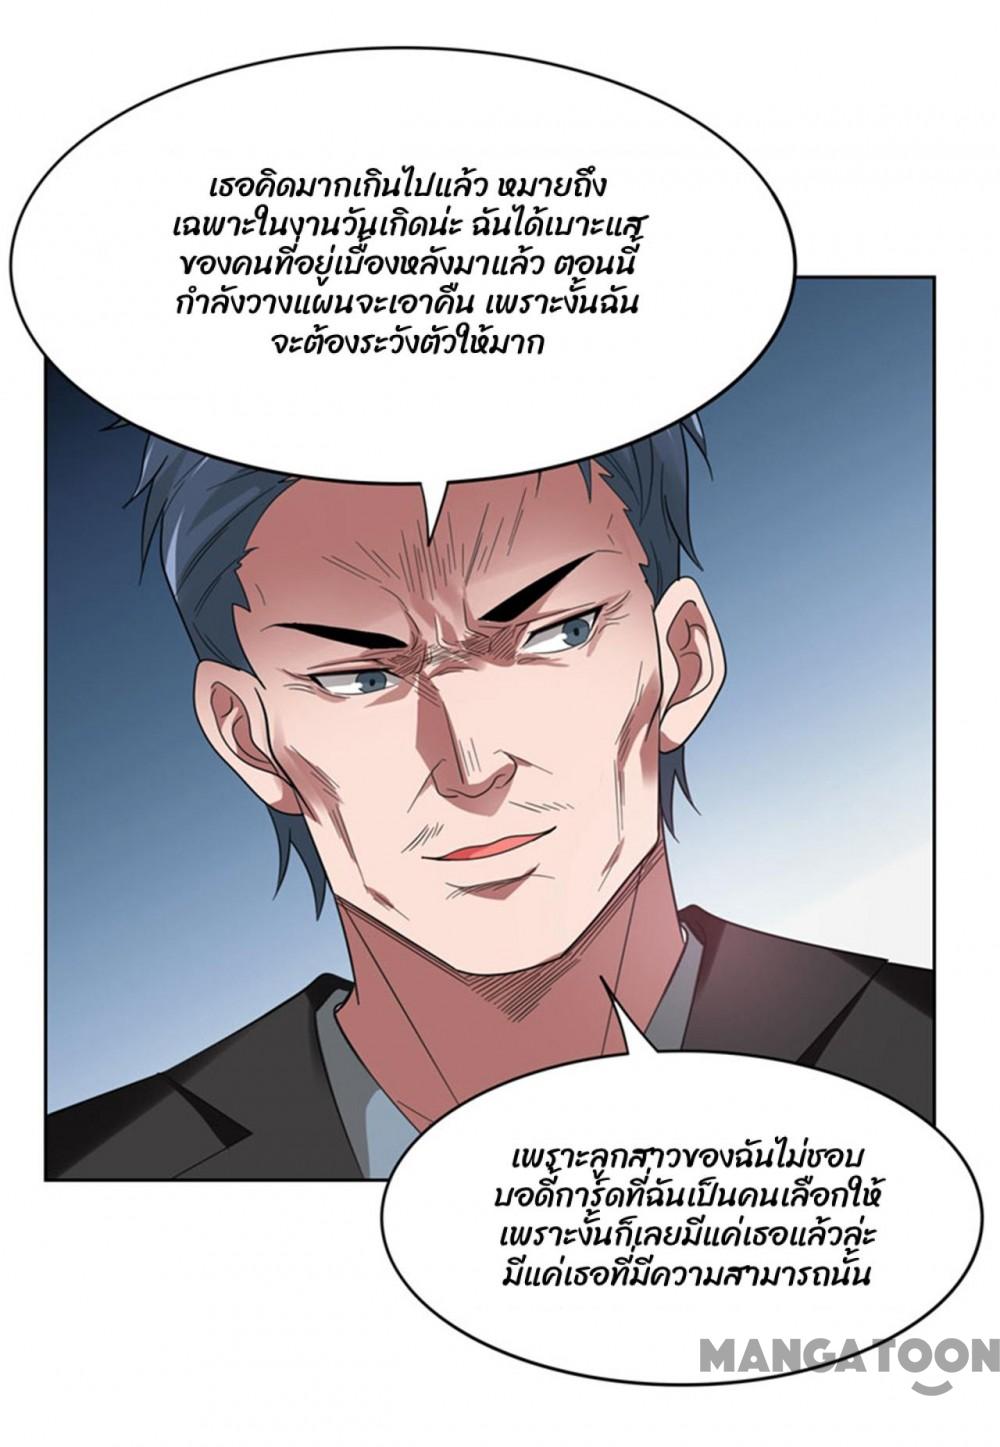 เธอคิดมากเกินไปแล้ว หมายถึง
เฉพาะในงานวันเกิดน่ะ ฉันได้เบาะแส
ของคนที่อยู่เบื้องหลังมาแล้ว ตอนนี้
กำลังวางแผนจะเอาคืน เพราะงั้นฉัน
จะต้องระวังตัวให้มาก
เพราะลูกสาวของฉันไม่ชอบ
บอดี้การ์ดที่ฉันเป็นคนเลือกให้
เพราะงั้นก็เลยมีแค่เธอแล้วล่ะ
มีแค่เธอที่มีความสามารถนั้น
MANGATOON